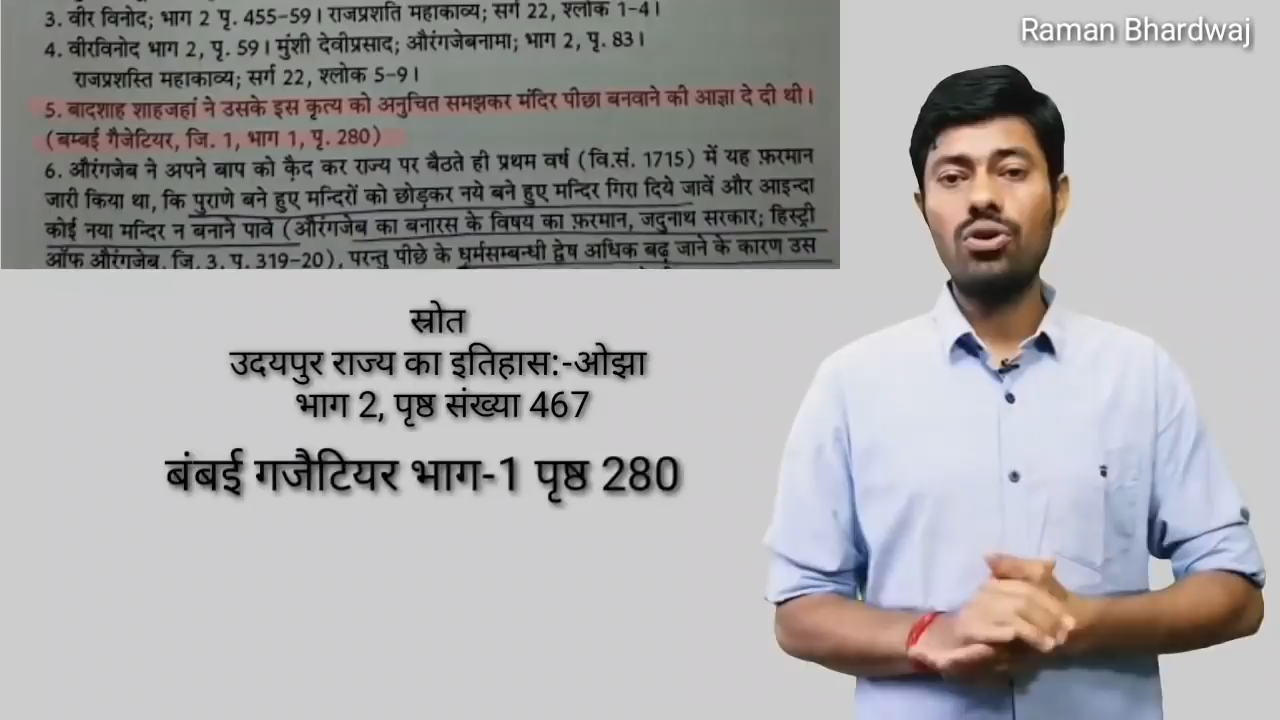 3. वीर विनोद; भाग 2 पृ. 455-59। राजप्रशति महाकाव्य; सर्ग 22, श्लोक 1-4।
4. वीरविनोद भाग 2, पृ. 59। मुंशी देवीप्रसाद; औरंगजेबनामा; भाग 2, पृ. 83।
राजप्रशस्ति महाकाव्य; सर्ग 22, श्लोक 5-9।
5. बादशाह शाहजहां ने उसके इस कृत्य को अनुचित समझकर मंदिर पीछा बनवाने की आज्ञा दे दी थी।
(बम्बई गैजेटियर, जि. 1, भाग 1, पृ. 280)
6. औरंगजेब ने अपने बाप को क़ैद कर राज्य पर बैठते ही प्रथम वर्ष (वि.सं. 1715) में यह फ़रमान
जारी किया था, कि पुराणे बने हुए मन्दिरों को छोड़कर नये बने हुए मन्दिर गिरा दिये जावें और आइन्दा
कोई नया मन्दिर न बनाने पावे (औरंगजेब का बनारस के विषय का फ़रमान, जदुनाथ सरकार; हिस्ट्री
ऑफ औरंगजेब, जि. 3, पृ. 319-20), परन्तु पीछे के धर्मसम्बन्धी द्वेष अधिक बढ़ जाने के कारण उस
Raman Bhardwaj
स्रोत
उदयपुर राज्य का इतिहास:-ओझा
भाग 2, पृष्ठ संख्या 467
बंबई गजैटियर भाग-1 पृष्ठ 280